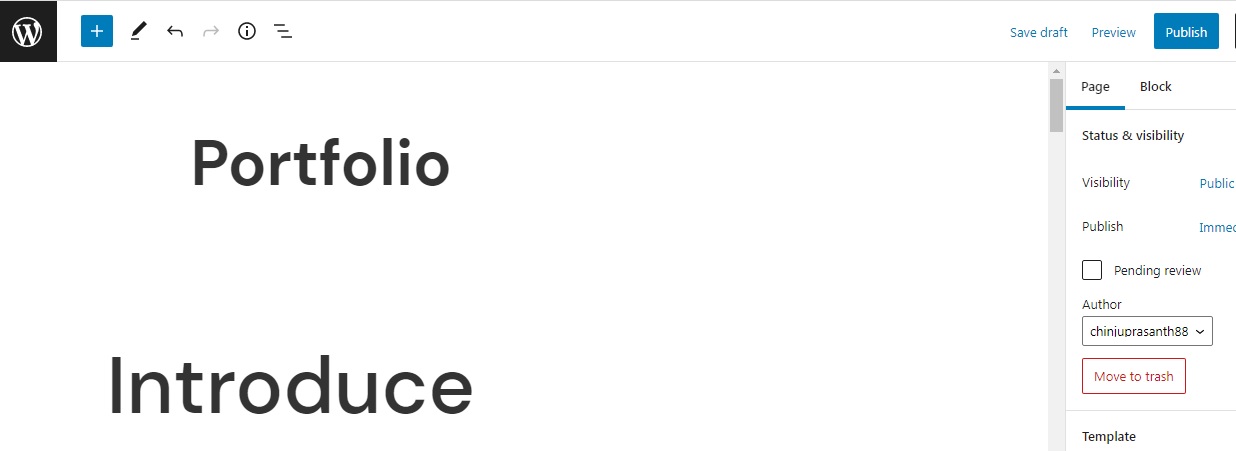 Save draft Preview Publish
Page Block
Portfolio
Introduce
Status & visibility
Visibility Public
Publish Immed
Pending review
Author
chinjuprasanth88
Move to trash
Template